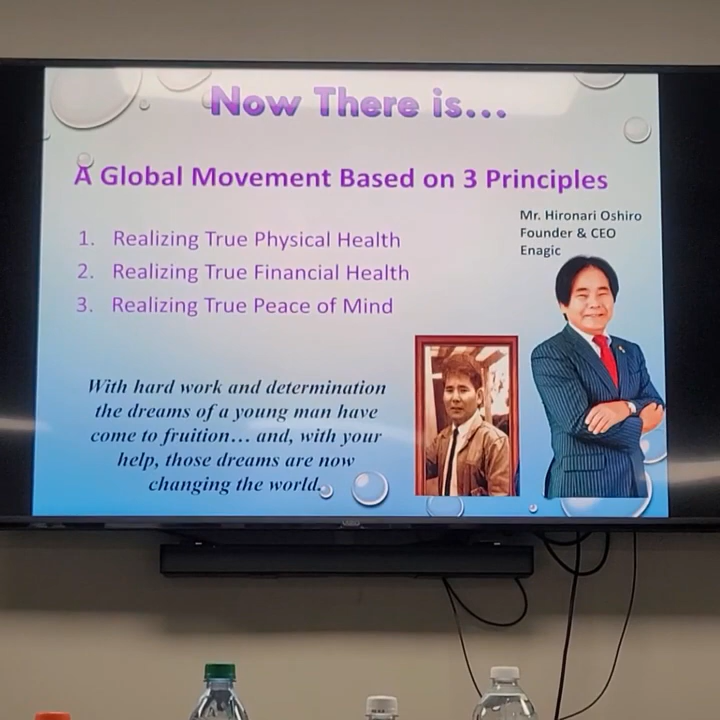 Now There is...
A Global Movement Based on 3 Principles
Mr. Hironari Oshiro
Founder & CEO
Enagic
1. Realizing True Physical Health
2. Realizing True Financial Health
3. Realizing True Peace of Mind
With hard work and determination
the dreams of a young man have
come to fruition... and, with your
help, those dreams are now
changing the world.